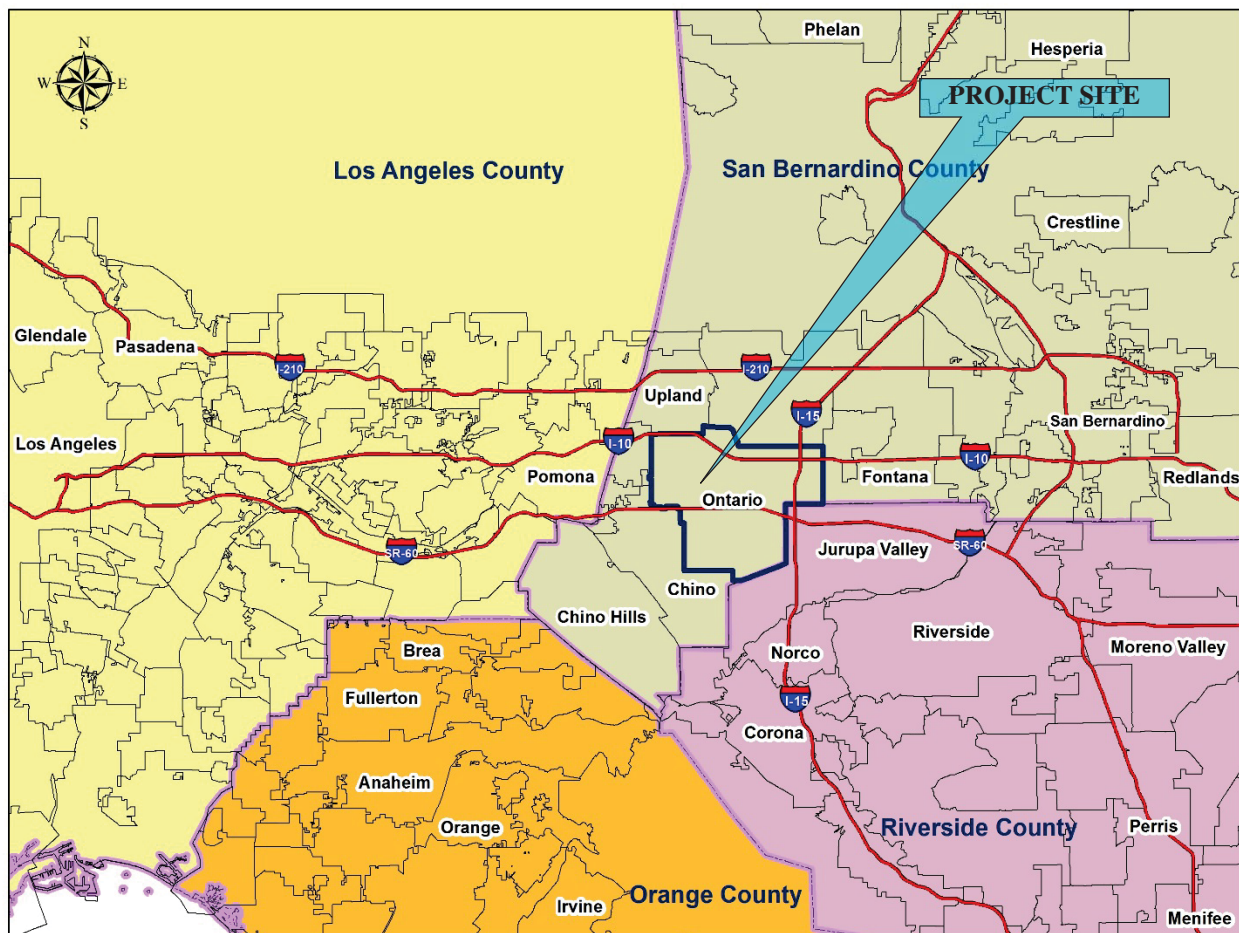 Phelan
N
Hesperia
W E
S
PROJECT SITE
Los Angeles County
San Bernardino County
Crestline
Glendale
Pasadena
I-210
I-210
Upland
I-15
San Bernardino
Los Angeles
I-10
Pomona
Fontana
I-10
Redlands
Ontario
SR-60
SR-60
Jurupa Valley
Chino
Chino Hills
Riverside
Brea
Norco
Moreno Valley
Fullerton
I-15
Corona
Anaheim
Orange
Riverside County
Perris
Orange County
Irvine
Menifee